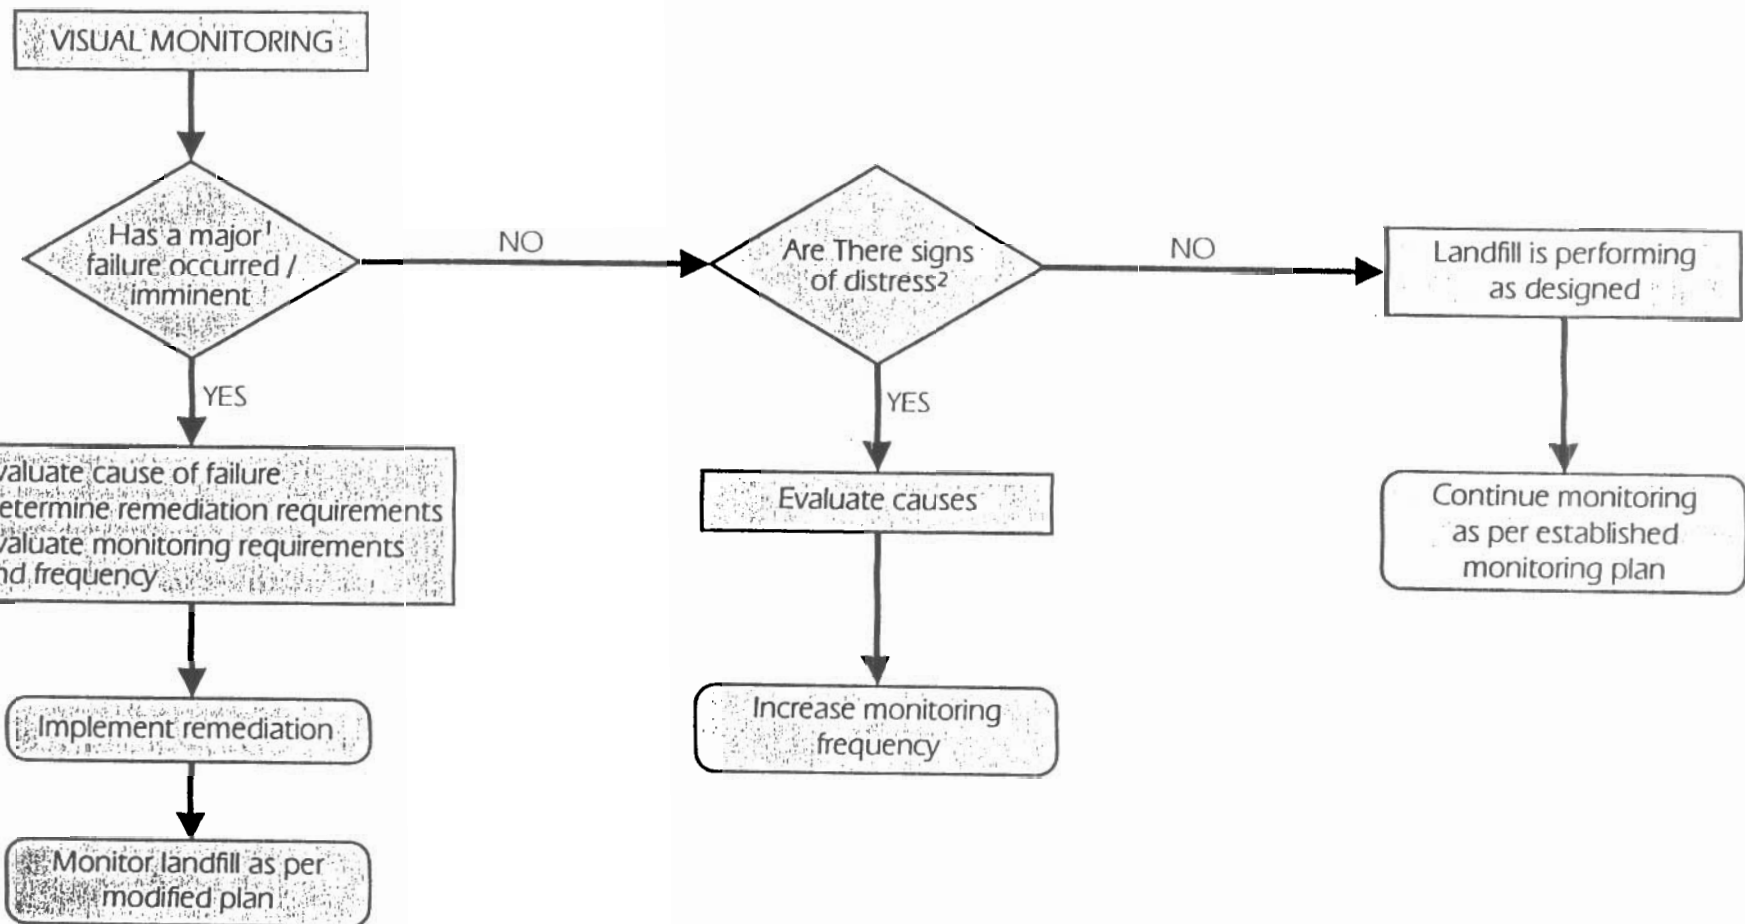 VISUAL MONITORING
Has a major¹
failure occurred /
imminent
NO
Are There signs
of distress²
NO
Landfill is performing
as designed
YES
YES
valuate cause of failure
etermine remediation requirements
valuate monitoring requirements
nd frequency
Evaluate causes
Continue monitoring
as per established
monitoring plan
Implement remediation
Increase monitoring
frequency
Monitor landfill as per
modified plan